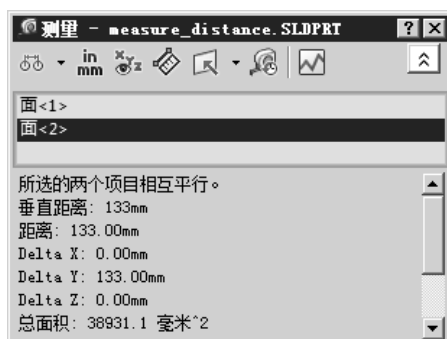 测量 - measure_distance.SLDPRT
in
mm
XYZ
面<1>
面<2>
所选的两个项目相互平行。
垂直距离: 133mm
距离: 133.00mm
Delta X: 0.00mm
Delta Y: 133.00mm
Delta Z: 0.00mm
总面积: 38931.1 毫米^2